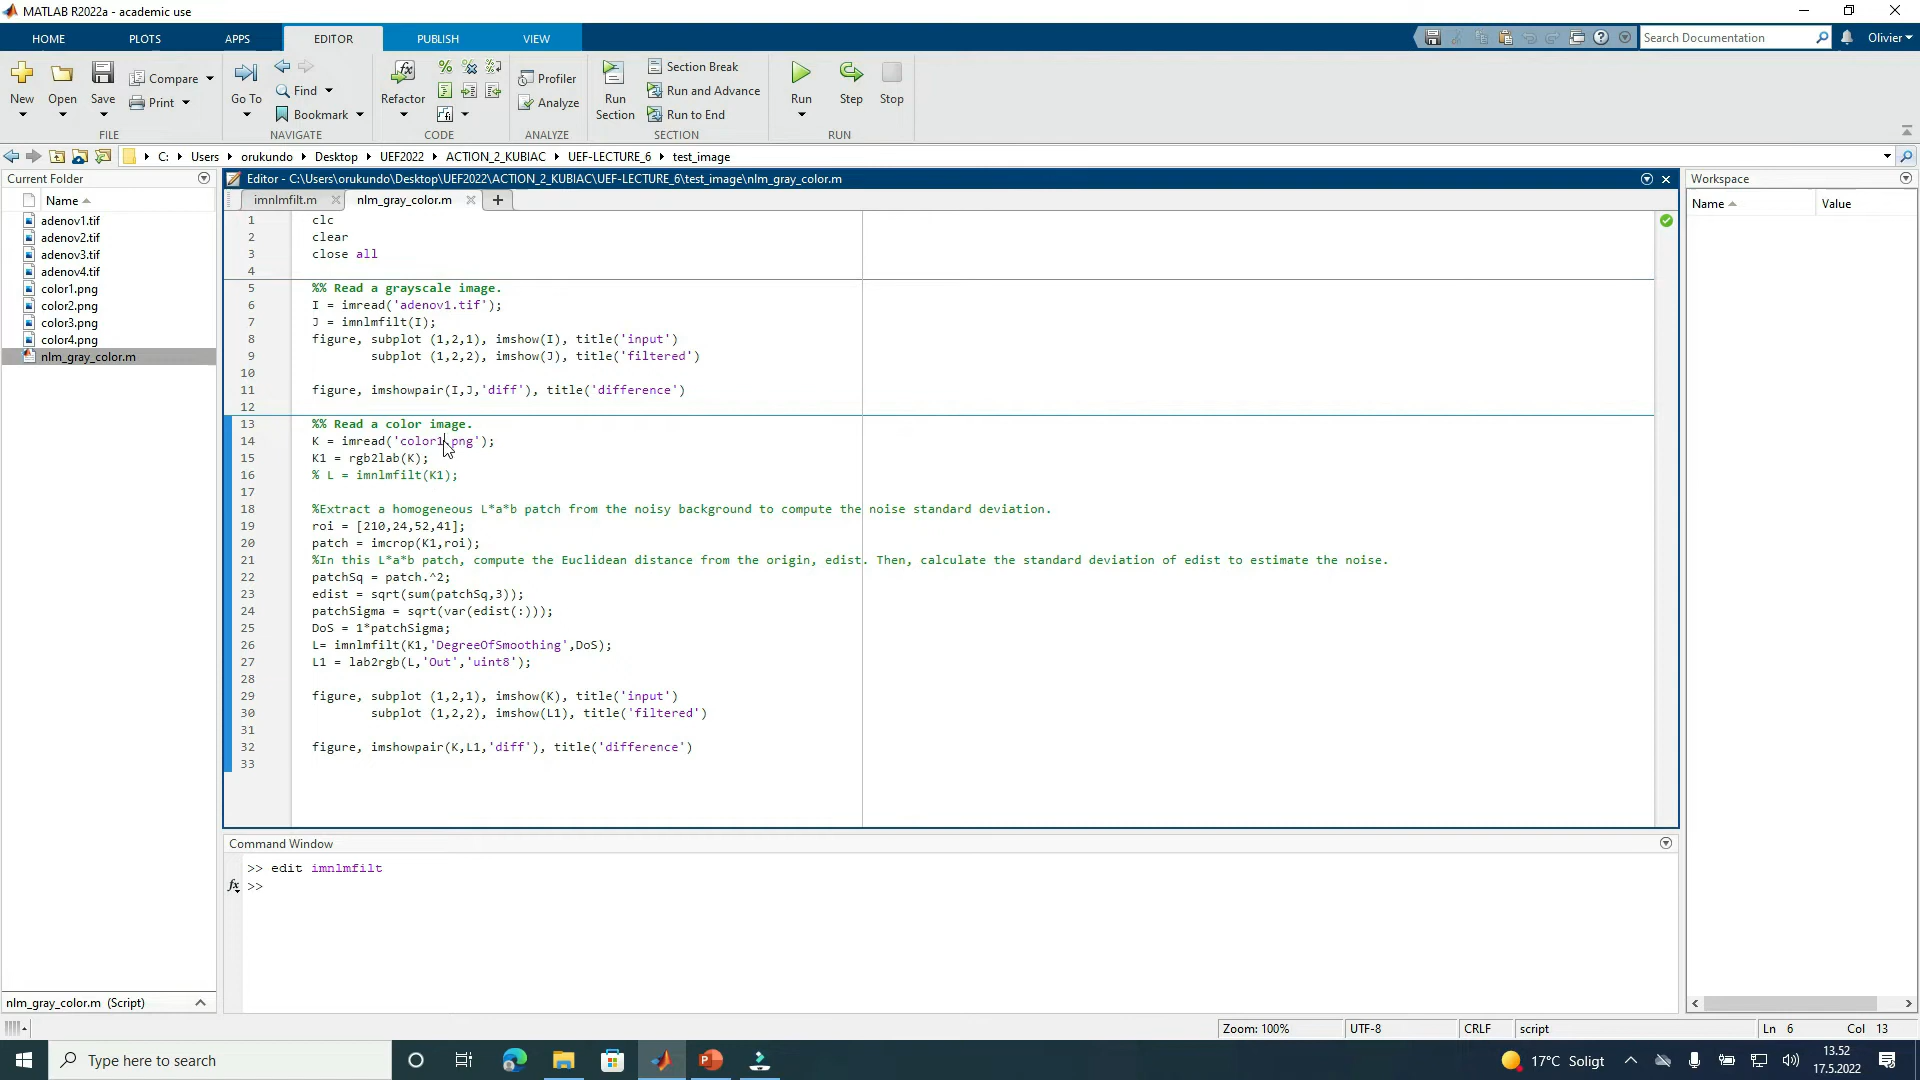 MATLAB R2022a - academic use
HOME PLOTS APPS EDITOR PUBLISH VIEW
Search Documentation
Olivier
New Open Save Compare Print
FILE
Go To Find Bookmark
NAVIGATE
Refactor
CODE
Profiler
Analyze
ANALYZE
Run Section
Section Break
Run and Advance
Run to End
SECTION
Run Step Stop
RUN
C: Users orukundo Desktop UEF2022 ACTION_2_KUBIAC UEF-LECTURE_6 test_image
Current Folder
Name
adenov1.tif
adenov2.tif
adenov3.tif
adenov4.tif
color1.png
color2.png
color3.png
color4.png
nlm_gray_color.m
nlm_gray_color.m (Script)
Editor - C:\Users\orukundo\Desktop\UEF2022\ACTION_2_KUBIAC\UEF-LECTURE_6\test_image\nlm_gray_color.m
imnlmfilt.m nlm_gray_color.m
1 clc
2 clear
3 close all
4
5 %% Read a grayscale image.
6 I = imread('adenov1.tif');
7 J = imnlmfilt(I);
8 figure, subplot (1,2,1), imshow(I), title('input')
9 subplot (1,2,2), imshow(J), title('filtered')
10
11 figure, imshowpair(I,J,'diff'), title('difference')
12
13 %% Read a color image.
14 K = imread('color1.png');
15 K1 = rgb2lab(K);
16 % L = imnlmfilt(K1);
17
18 %Extract a homogeneous L*a*b patch from the noisy background to compute the noise standard deviation.
19 roi = [210,24,52,41];
20 patch = imcrop(K1,roi);
21 %In this L*a*b patch, compute the Euclidean distance from the origin, edist. Then, calculate the standard deviation of edist to estimate the noise.
22 patchSq = patch.^2;
23 edist = sqrt(sum(patchSq,3));
24 patchSigma = sqrt(var(edist(:)));
25 DoS = 1*patchSigma;
26 L= imnlmfilt(K1,'DegreeOfSmoothing',DoS);
27 L1 = lab2rgb(L,'Out','uint8');
28
29 figure, subplot (1,2,1), imshow(K), title('input')
30 subplot (1,2,2), imshow(L1), title('filtered')
31
32 figure, imshowpair(K,L1,'diff'), title('difference')
33
Command Window
>> edit imnlmfilt
fx >>
Workspace
Name Value
Zoom: 100% UTF-8 CRLF script Ln 6 Col 13
Type here to search
17°C Soligt
13.52
17.5.2022